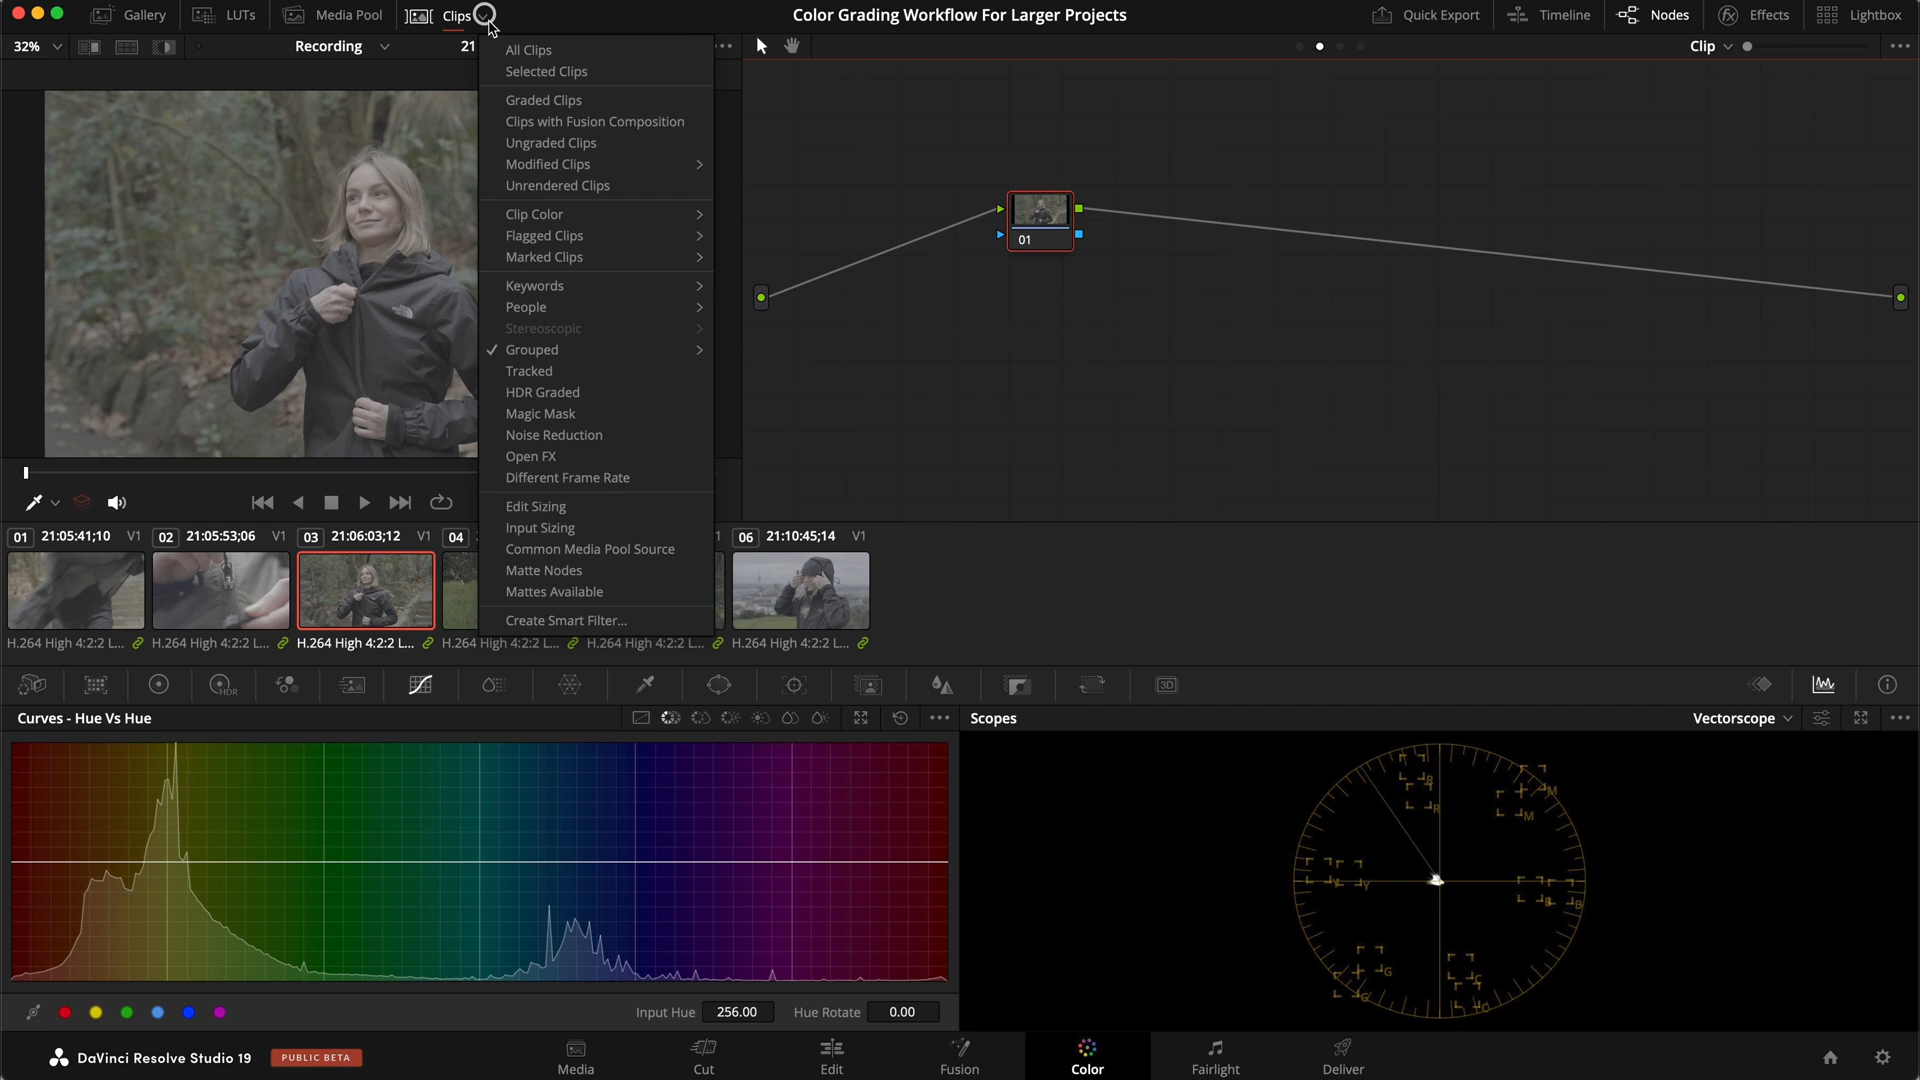 Gallery
LUTs
Media Pool
Clips
Color Grading Workflow For Larger Projects
Quick Export
Timeline
Nodes
Effects
Lightbox
32%
Recording
21
Clip
All Clips
Selected Clips
Graded Clips
Clips with Fusion Composition
Ungraded Clips
Modified Clips
Unrendered Clips
Clip Color
Flagged Clips
Marked Clips
Keywords
People
Stereoscopic
Grouped
Tracked
HDR Graded
Magic Mask
Noise Reduction
Open FX
Different Frame Rate
Edit Sizing
Input Sizing
Common Media Pool Source
Matte Nodes
Mattes Available
Create Smart Filter...
01
01 21:05:41;10 V1
02 21:05:53;06 V1
03 21:06:03;12 V1
04
06 21:10:45;14 V1
H.264 High 4:2:2 L...
H.264 High 4:2:2 L...
H.264 High 4:2:2 L...
H.264 High 4:2:2 L...
H.264 High 4:2:2 L...
H.264 High 4:2:2 L...
HDR
3D
Curves - Hue Vs Hue
Scopes
Vectorscope
R
R
M
M
Y
Y
B
B
G
G
C
C
Input Hue 256.00
Hue Rotate 0.00
DaVinci Resolve Studio 19
PUBLIC BETA
Media
Cut
Edit
Fusion
Color
Fairlight
Deliver